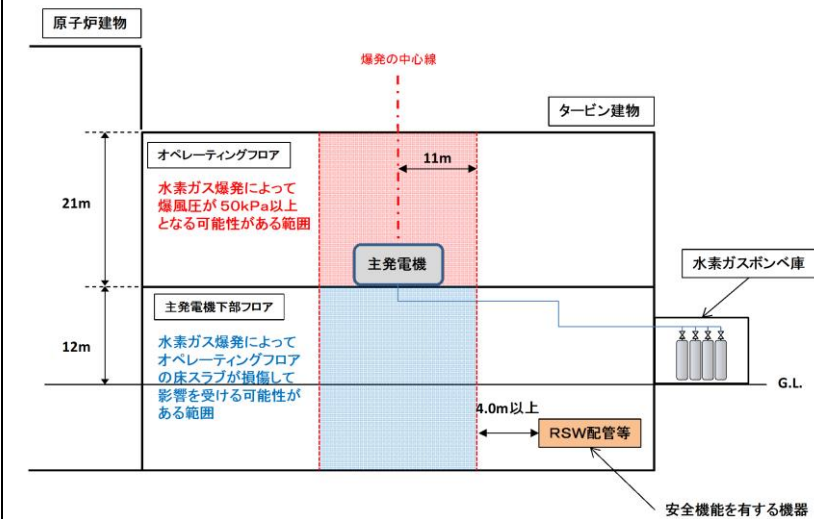 原子炉建物
爆発の中心線
タービン建物
オペレーティングフロア
11m
水素ガス爆発によって
爆風圧が50kPa以上
となる可能性がある範囲
21m
主発電機
水素ガスボンベ庫
主発電機下部フロア
水素ガス爆発によって
オペレーティングフロア
の床スラブが損傷して
影響を受ける可能性が
ある範囲
12m
G.L.
4.0m以上
RSW配管等
安全機能を有する機器